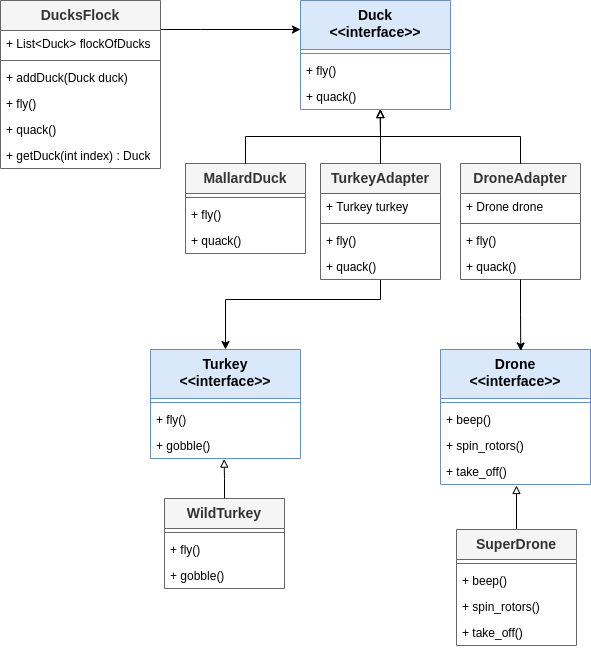 DucksFlock
+ List<Duck> flockOfDucks
+ addDuck(Duck duck)
+ fly()
+ quack()
+ getDuck(int index) : Duck
Duck
<<interface>>
+ fly()
+ quack()
MallardDuck
+ fly()
+ quack()
TurkeyAdapter
+ Turkey turkey
+ fly()
+ quack()
DroneAdapter
+ Drone drone
+ fly()
+ quack()
Turkey
<<interface>>
+ fly()
+ gobble()
Drone
<<interface>>
+ beep()
+ spin_rotors()
+ take_off()
WildTurkey
+ fly()
+ gobble()
SuperDrone
+ beep()
+ spin_rotors()
+ take_off()